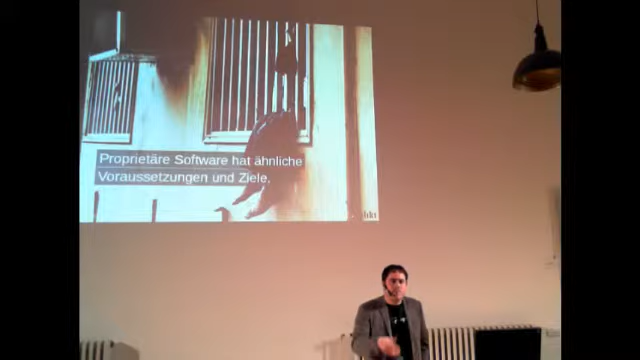 Proprietäre Software hat ähnliche
Voraussetzungen und Ziele.